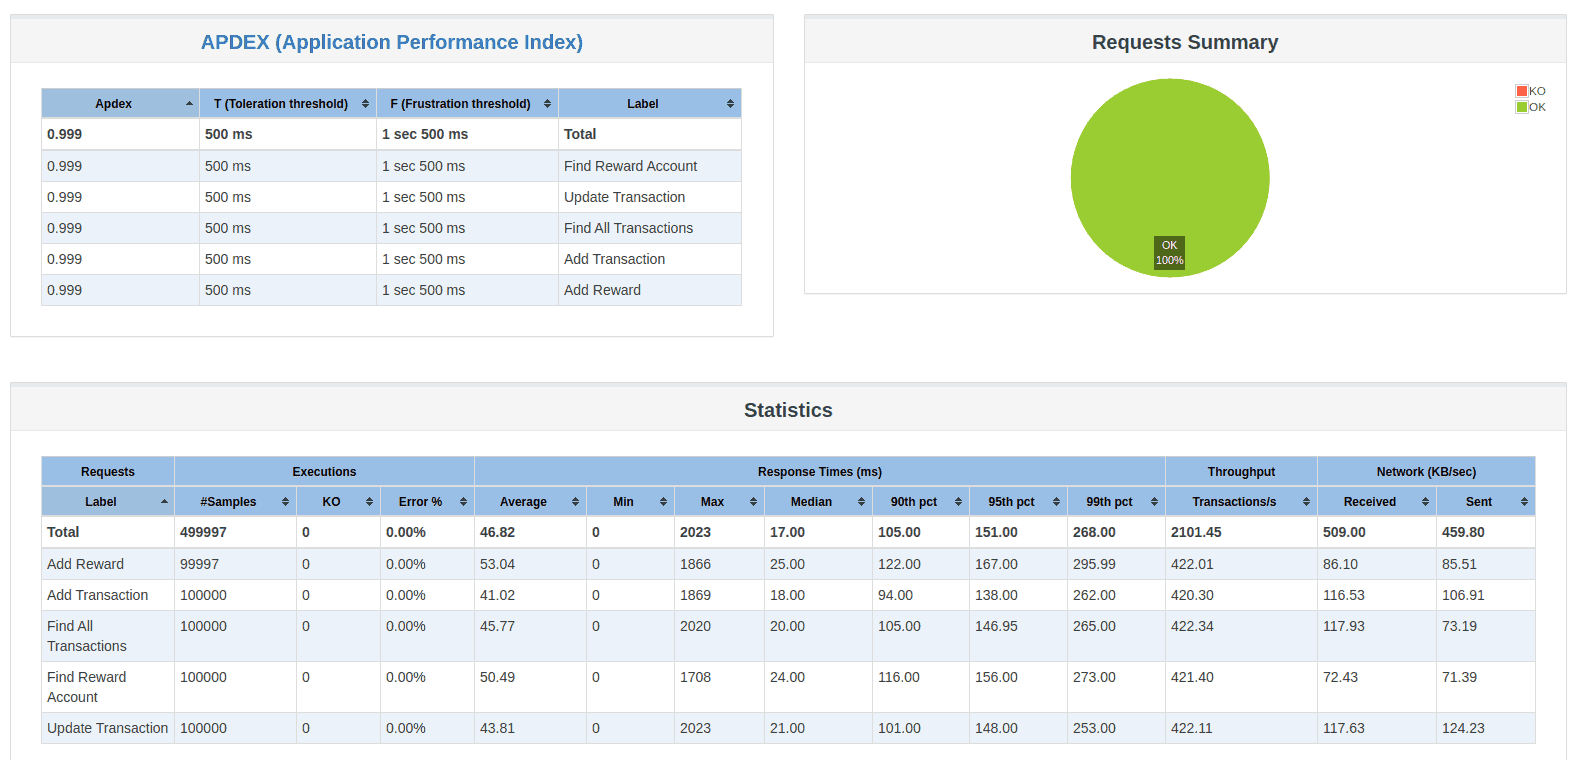 APDEX (Application Performance Index)
Apdex T (Toleration threshold) F (Frustration threshold) Label
0.999 500 ms 1 sec 500 ms Total
0.999 500 ms 1 sec 500 ms Find Reward Account
0.999 500 ms 1 sec 500 ms Update Transaction
0.999 500 ms 1 sec 500 ms Find All Transactions
0.999 500 ms 1 sec 500 ms Add Transaction
0.999 500 ms 1 sec 500 ms Add Reward
Requests Summary
KO
OK
OK
100%
Statistics
Requests Executions Response Times (ms) Throughput Network (KB/sec)
Label #Samples KO Error % Average Min Max Median 90th pct 95th pct 99th pct Transactions/s Received Sent
Total 499997 0 0.00% 46.82 0 2023 17.00 105.00 151.00 268.00 2101.45 509.00 459.80
Add Reward 99997 0 0.00% 53.04 0 1866 25.00 122.00 167.00 295.99 422.01 86.10 85.51
Add Transaction 100000 0 0.00% 41.02 0 1869 18.00 94.00 138.00 262.00 420.30 116.53 106.91
Find All 100000 0 0.00% 45.77 0 2020 20.00 105.00 146.95 265.00 422.34 117.93 73.19
Transactions
Find Reward 100000 0 0.00% 50.49 0 1708 24.00 116.00 156.00 273.00 421.40 72.43 71.39
Account
Update Transaction 100000 0 0.00% 43.81 0 2023 21.00 101.00 148.00 253.00 422.11 117.63 124.23